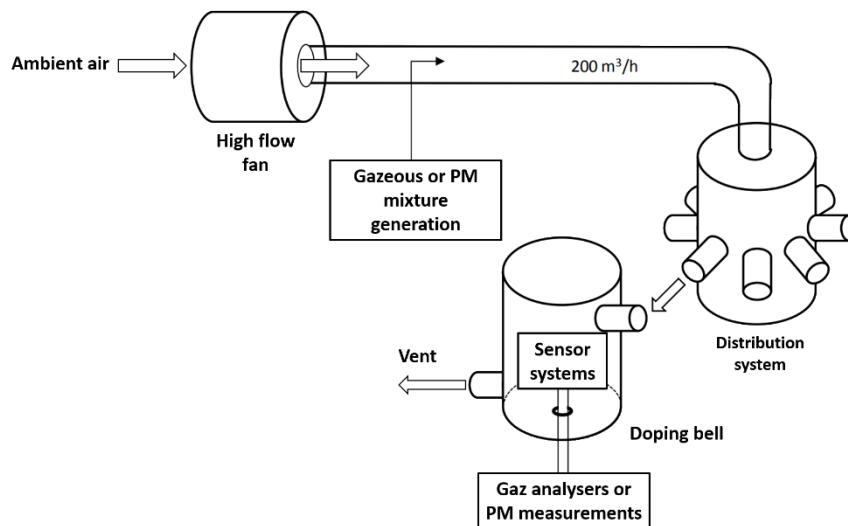 Ambient air
High flow
fan
200 m³/h
Gazeous or PM
mixture
generation
Distribution
system
Vent
Sensor
systems
Doping bell
Gaz analysers or
PM measurements